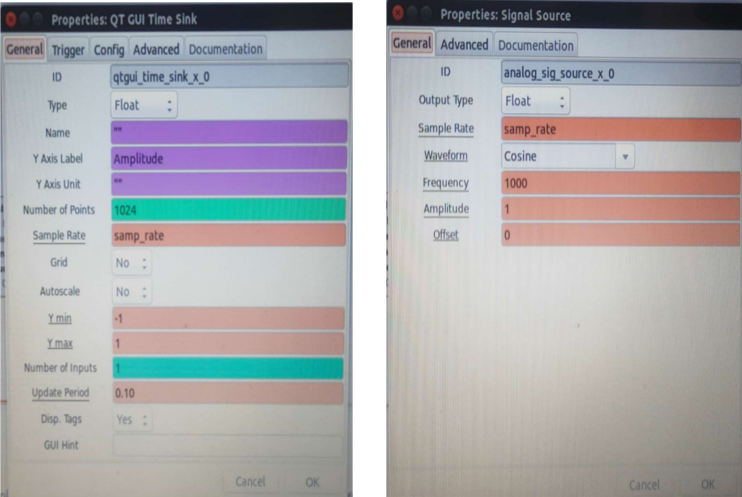 Properties: QT GUI Time Sink
General Trigger Config Advanced Documentation
ID qtgui_time_sink_x_0
Type Float
Name ""
Y Axis Label Amplitude
Y Axis Unit ""
Number of Points 1024
Sample Rate samp_rate
Grid No
Autoscale No
Y min -1
Y max 1
Number of Inputs 1
Update Period 0.10
Disp. Tags Yes
GUI Hint
Cancel OK
Properties: Signal Source
General Advanced Documentation
ID analog_sig_source_x_0
Output Type Float
Sample Rate samp_rate
Waveform Cosine
Frequency 1000
Amplitude 1
Offset 0
Cancel OK